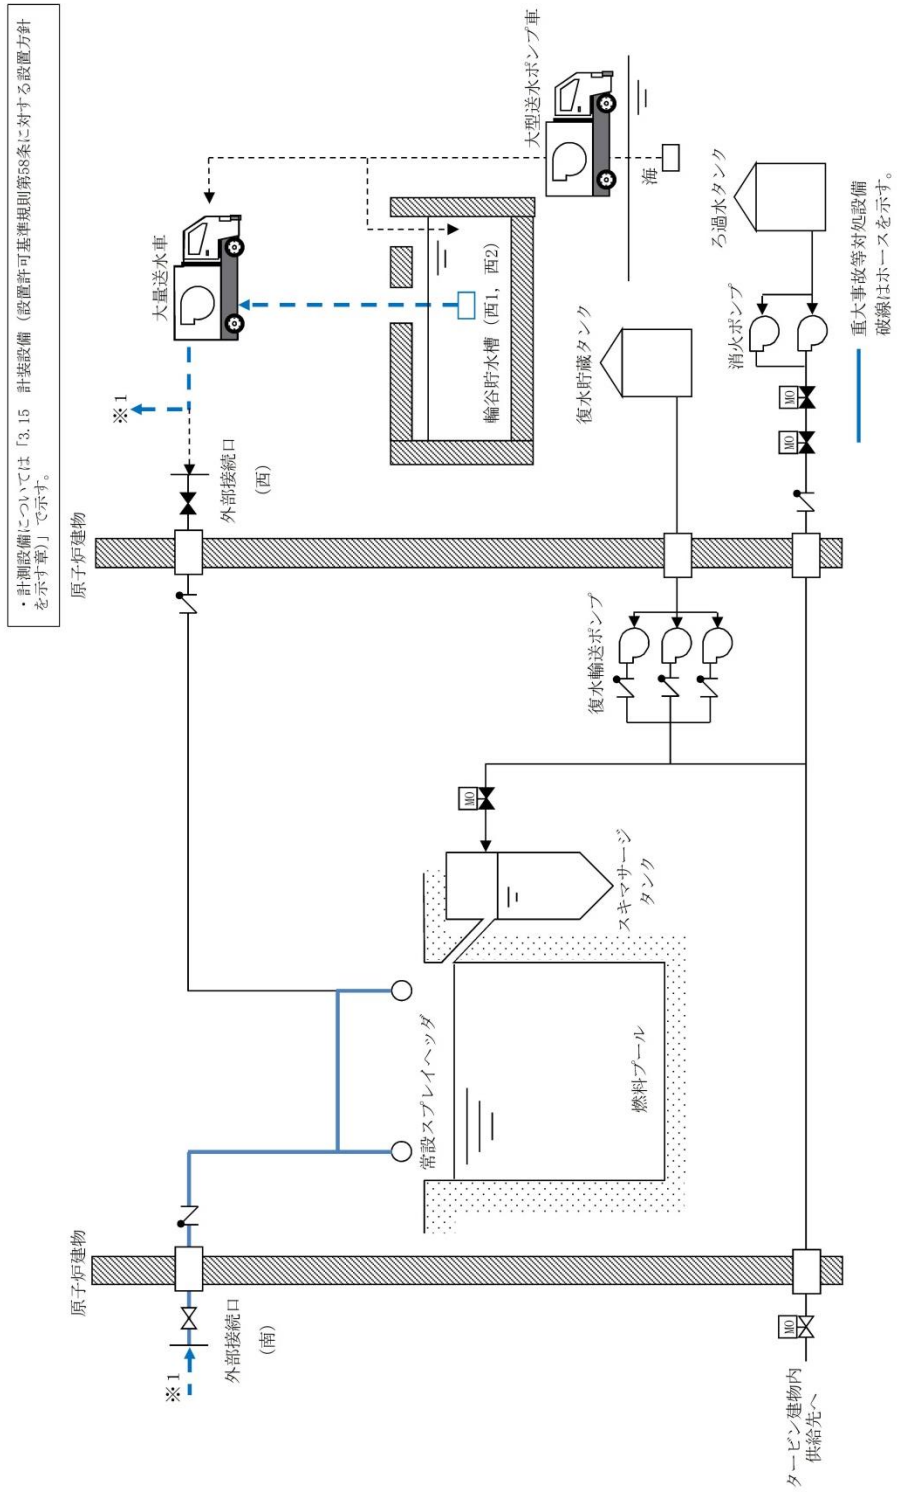 ・計測設備については「3.15　計装設備（設置許可基準規則第58条に対する設置方針
を示す章）」で示す。
原子炉建物
原子炉建物
※1
外部接続口
（南）
常設スプレイヘッダ
燃料プール
スキマサージ
タンク
MO
タービン建物内
供給先へ
MO
復水輸送ポンプ
外部接続口
（西）
※1
大量送水車
輪谷貯水槽（西1，西2）
大型送水ポンプ車
海
復水貯蔵タンク
消火ポンプ
MO
MO
ろ過水タンク
重大事故等対処設備
破線はホースを示す。